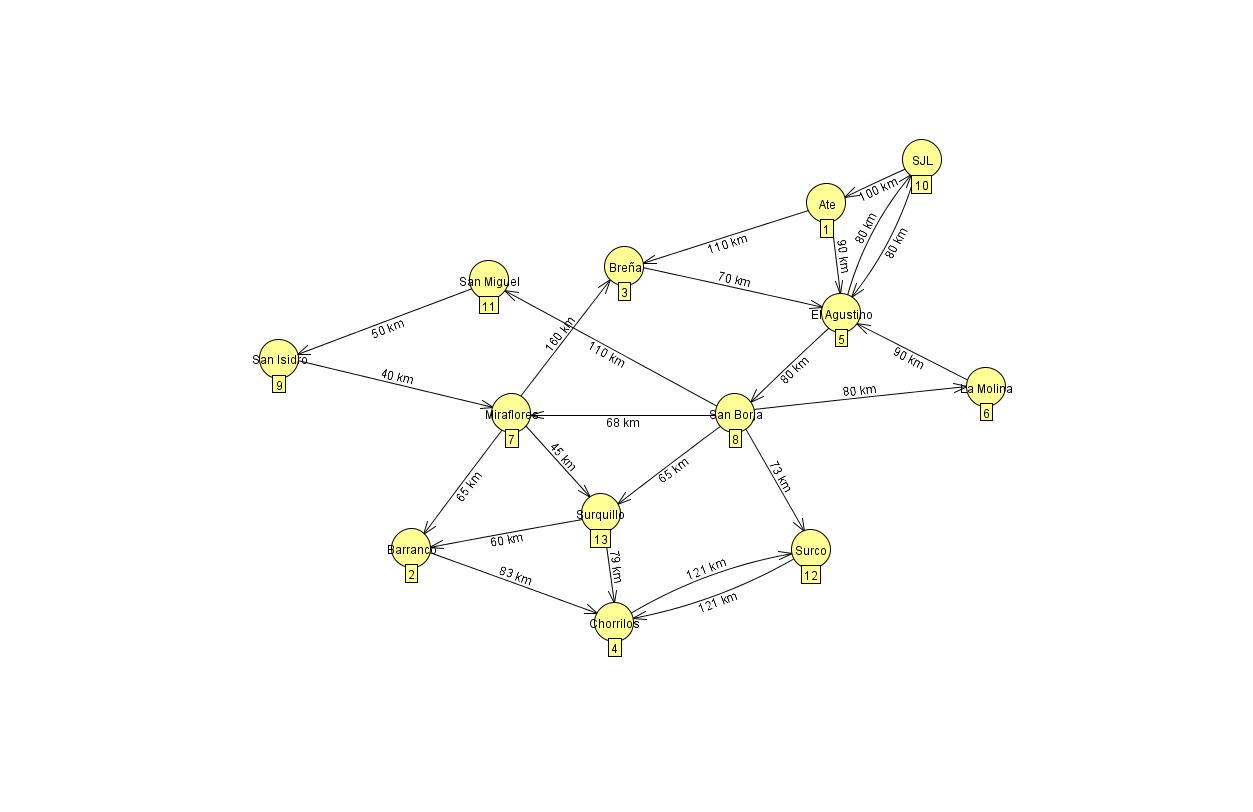 SJL
10
100 km
Ate
1
80 km
80 km
90 km
110 km
Breña
3
70 km
San Miguel
11
El Agustino
5
50 km
160 km
110 km
San Isidro
9
40 km
80 km
90 km
80 km
La Molina
6
Miraflores
7
68 km
San Borja
8
65 km
45 km
65 km
73 km
Surquillo
13
60 km
Barranco
2
79 km
Surco
12
83 km
121 km
121 km
Chorrilos
4